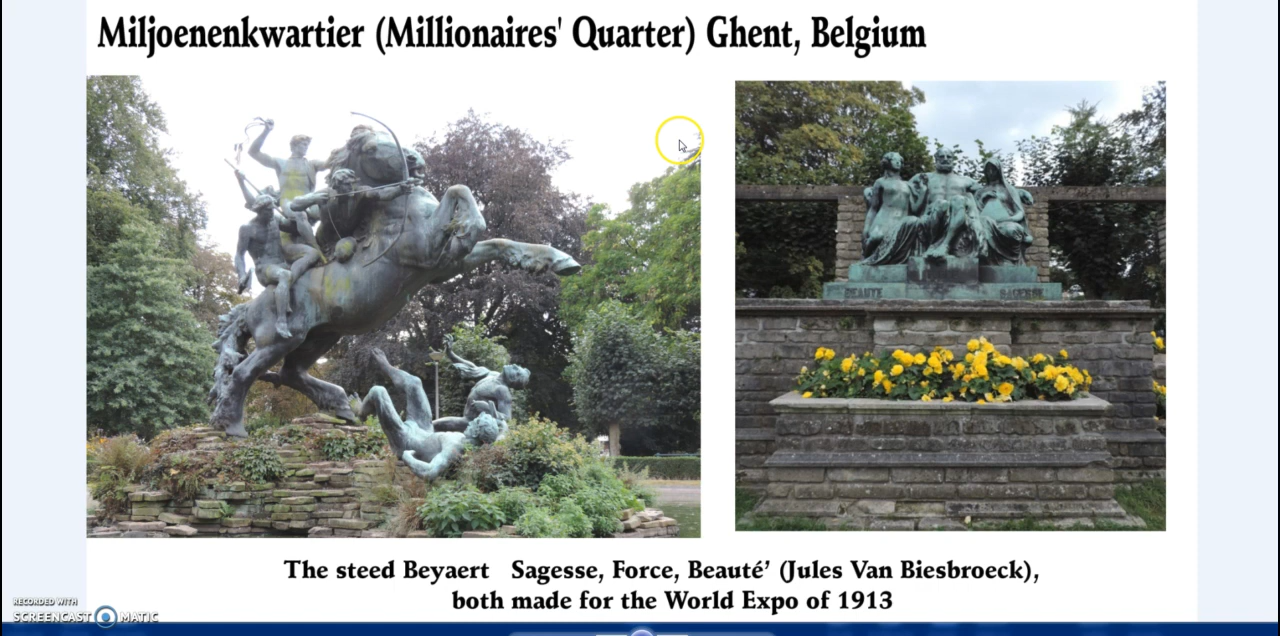 Miljoenenkwartier (Millionaires' Quarter) Ghent, Belgium
BEAUTE SAGESSE
The steed Beyaert Sagesse, Force, Beauté’ (Jules Van Biesbroeck),
both made for the World Expo of 1913
RECORDED WITH
SCREENCAST MATIC